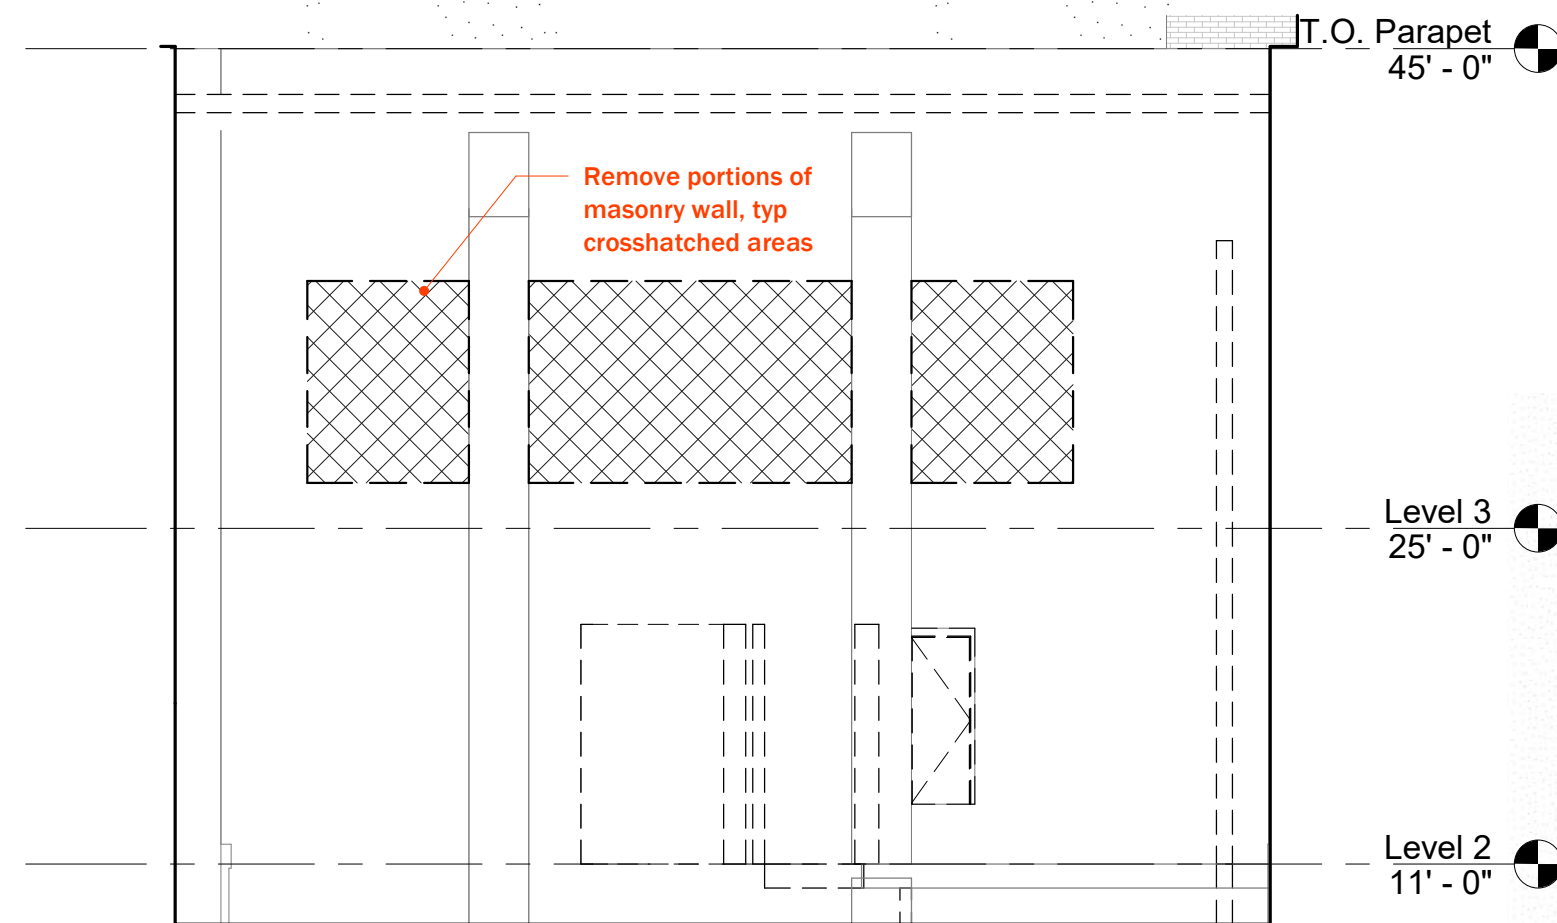 T.O. Parapet
45' - 0"
Remove portions of
masonry wall, typ
crosshatched areas
Level 3
25' - 0"
Level 2
11' - 0"